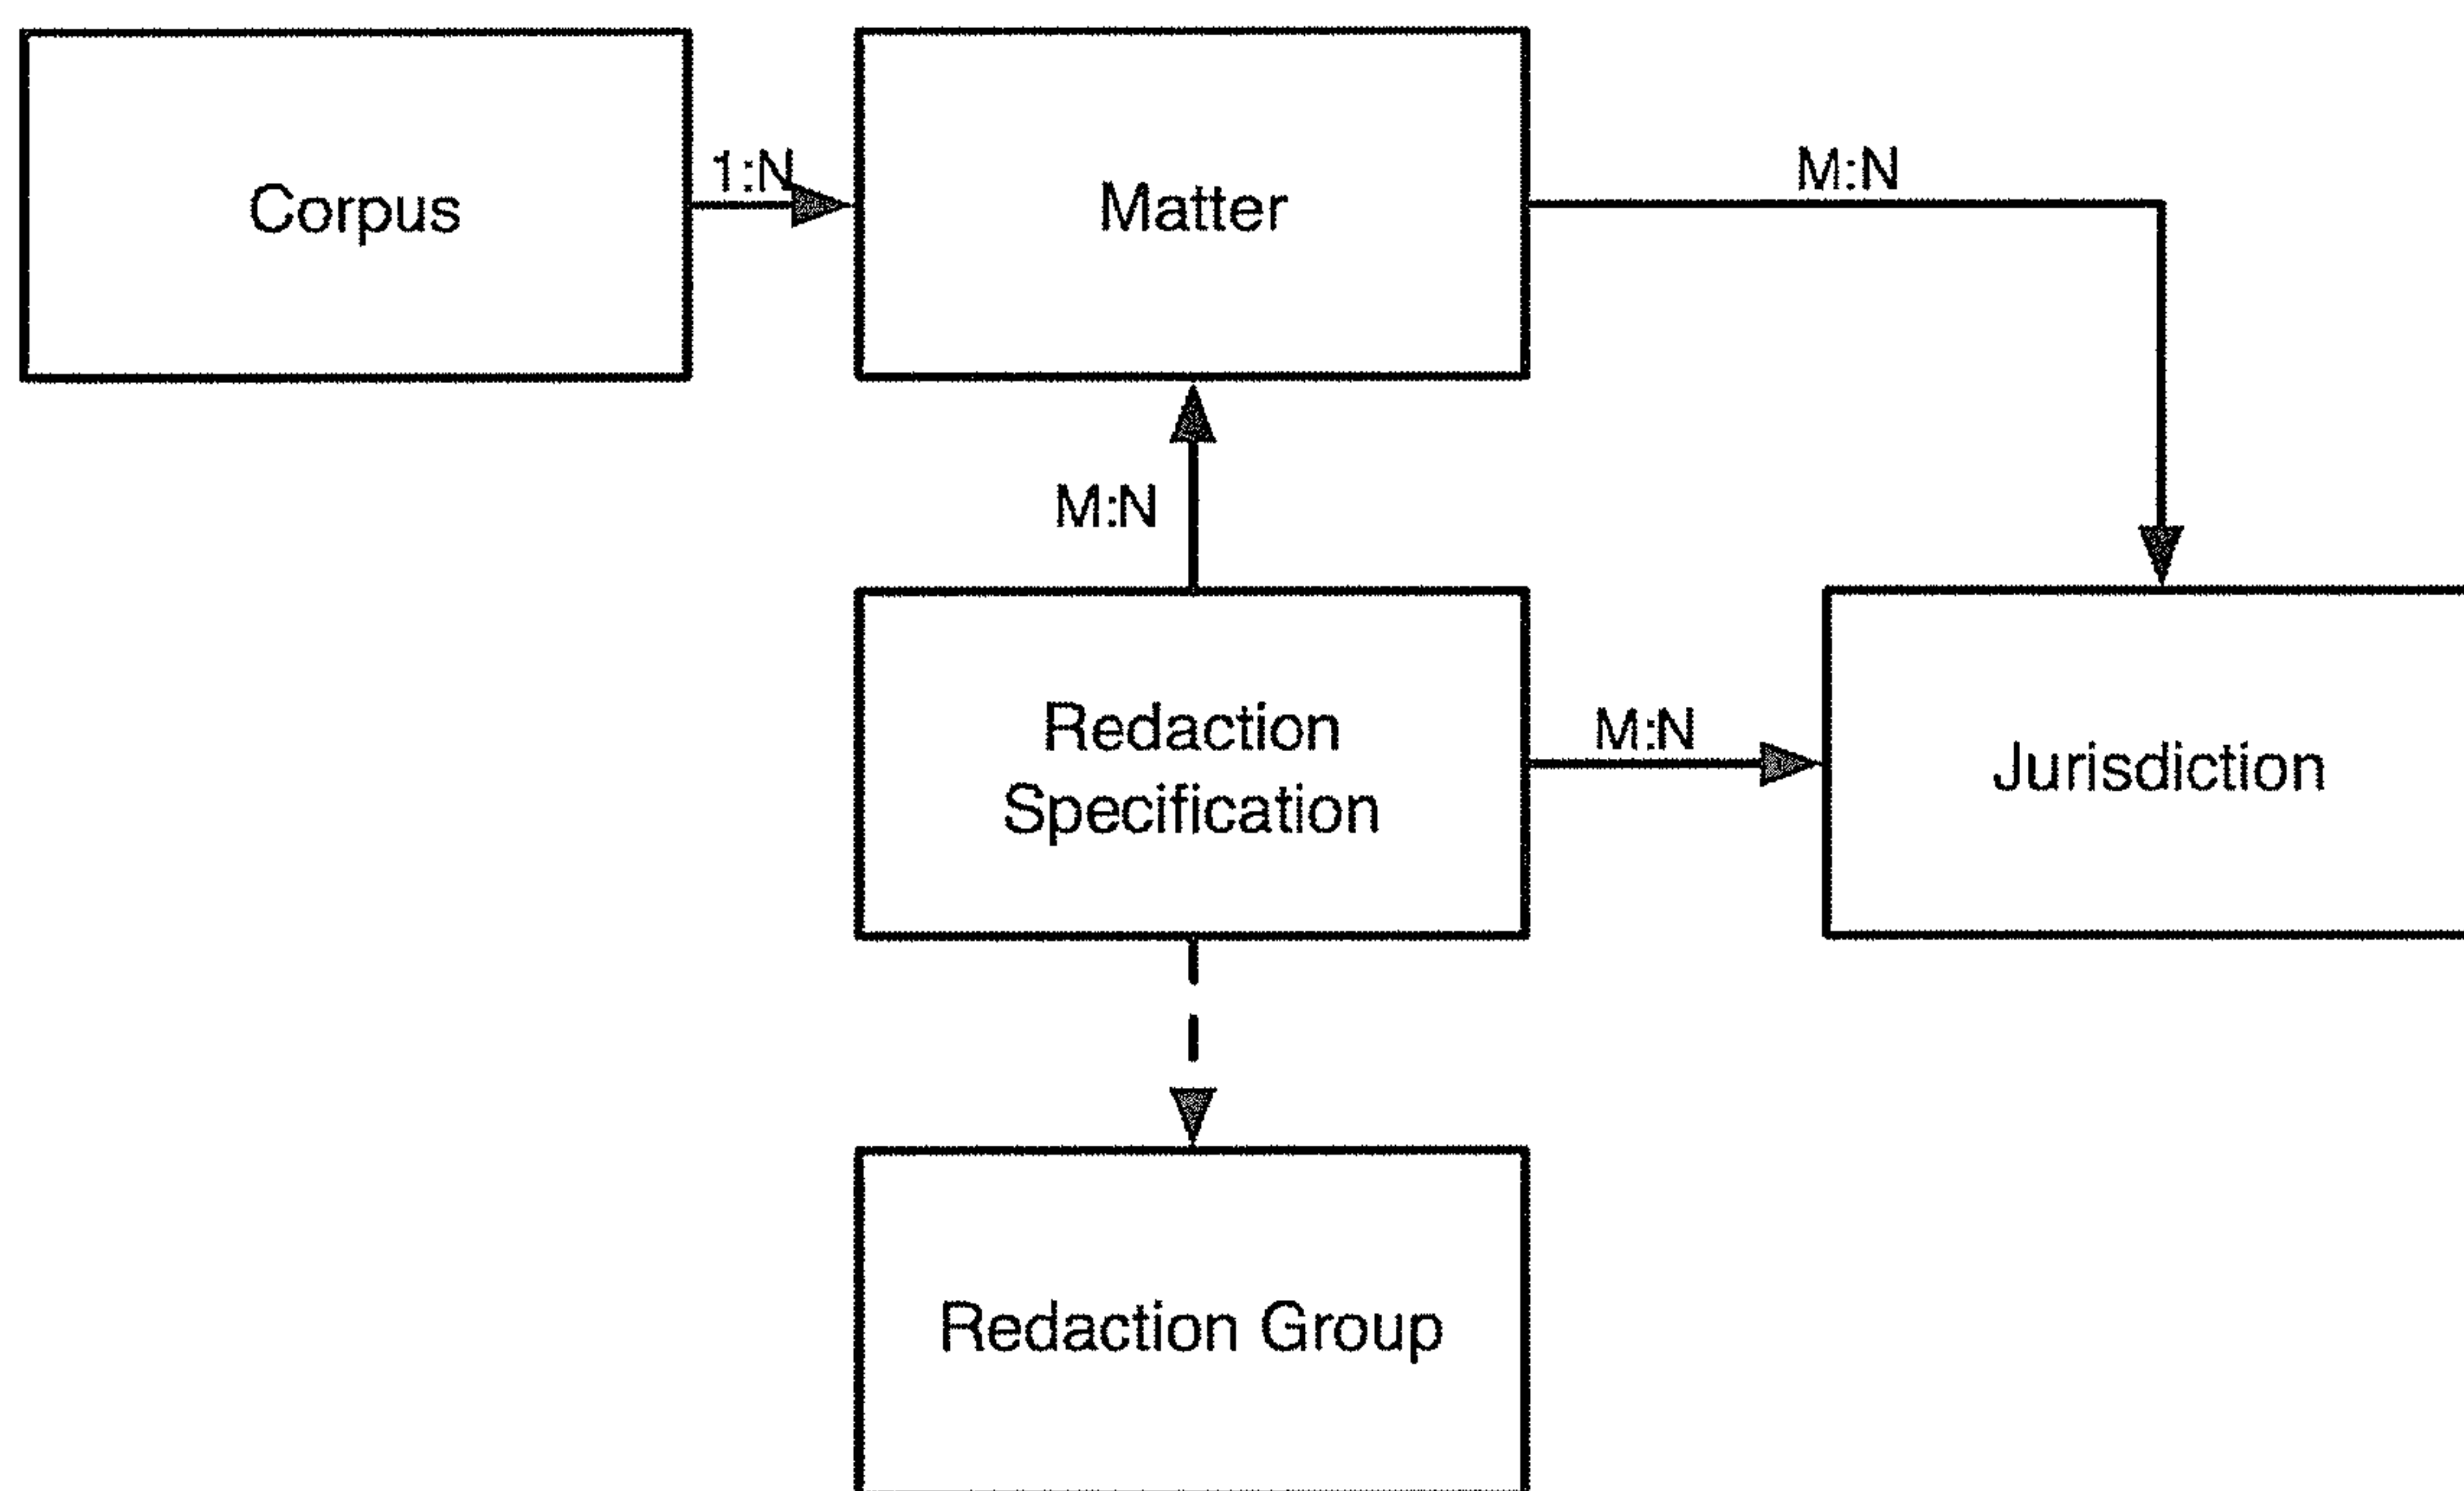 Corpus
1:N
Matter
M:N
M:N
Redaction
Specification
M:N
Jurisdiction
Redaction Group